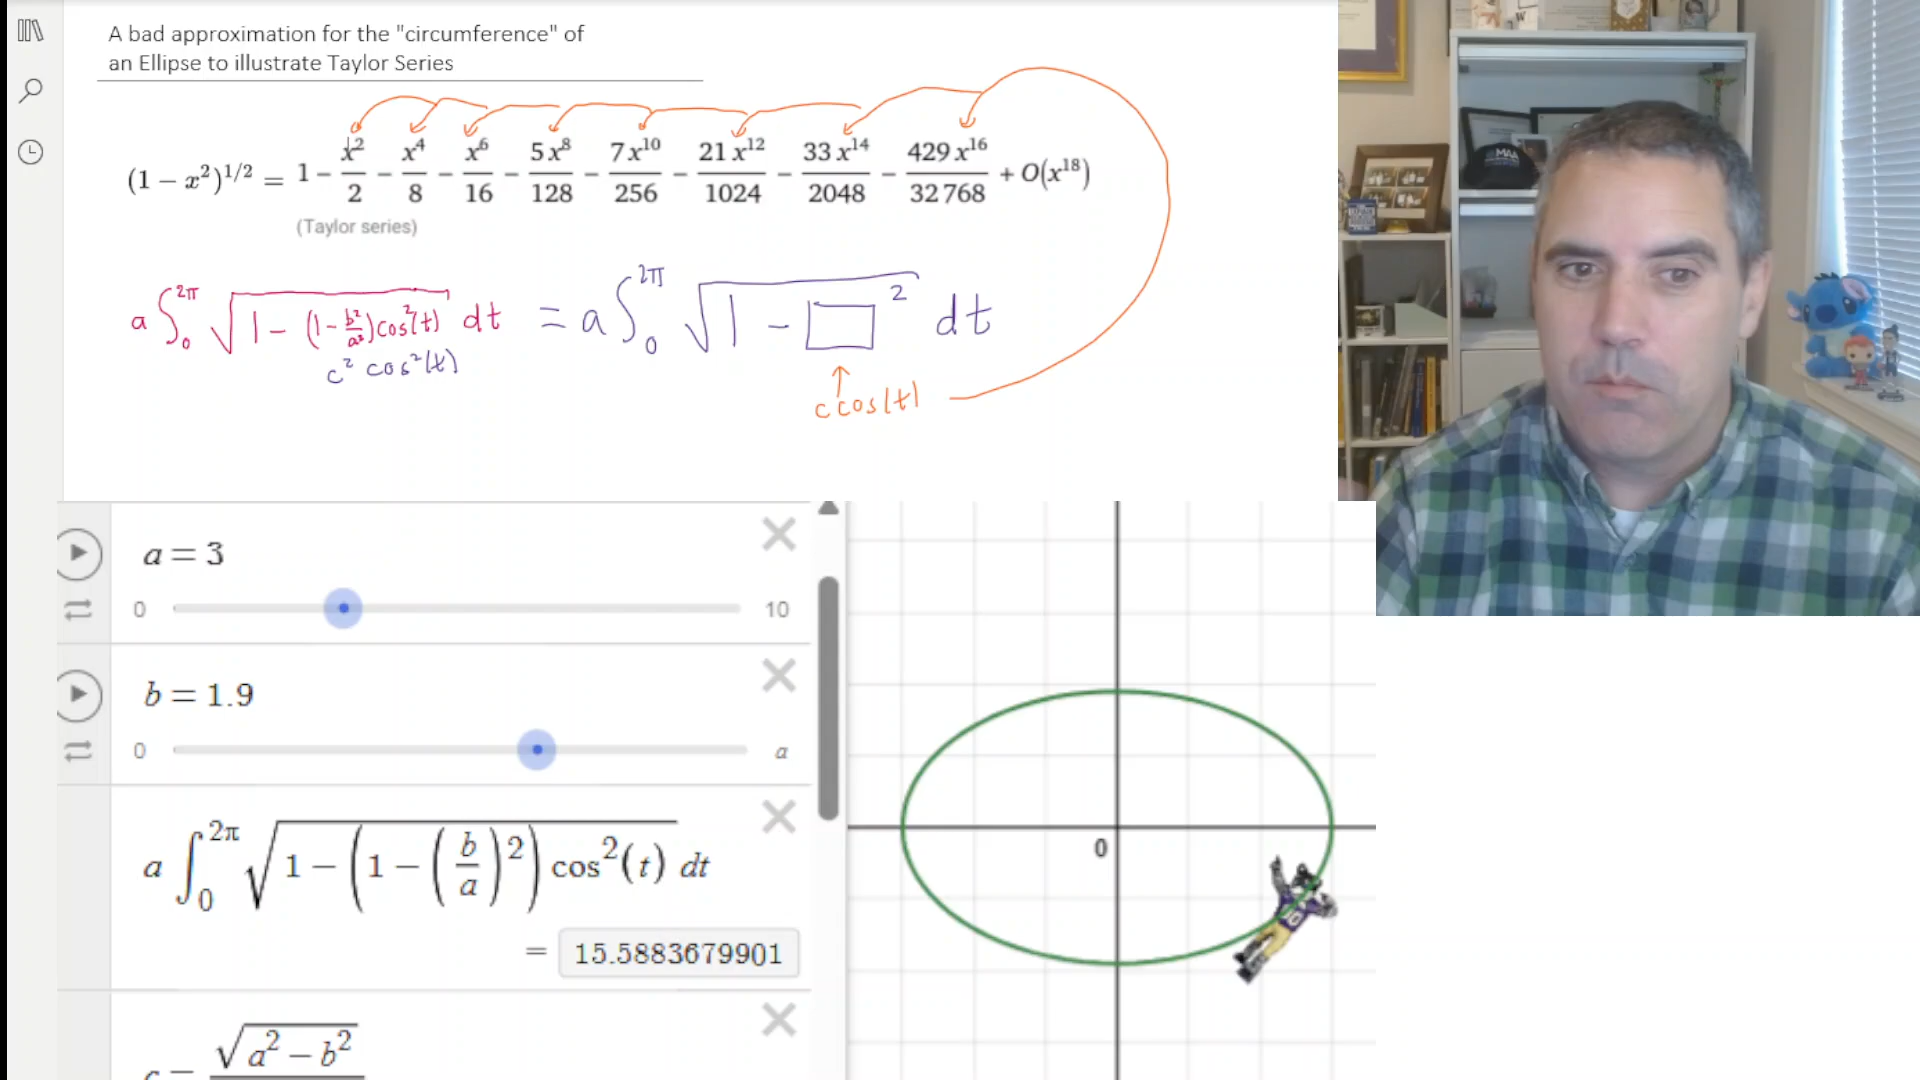 A bad approximation for the "circumference" of
an Ellipse to illustrate Taylor Series
(1 − x²)^{1/2} = 1 − x²/2 − x⁴/8 − x⁶/16 − 5x⁸/128 − 7x¹⁰/256 − 21x¹²/1024 − 33x¹⁴/2048 − 429x¹⁶/32768 + O(x¹⁸)
(Taylor series)
a ∫₀^{2π} √(1 − (1 − b²/a²)cos²(t)) dt = a ∫₀^{2π} √(1 − □²) dt
c² cos²(t)
↑
c cos(t)
MAA
a = 3
0 10
b = 1.9
0 a
a ∫₀^{2π} √(1 − (1 − (b/a)²) cos²(t)) dt
= 15.5883679901
√(a² − b²)
0